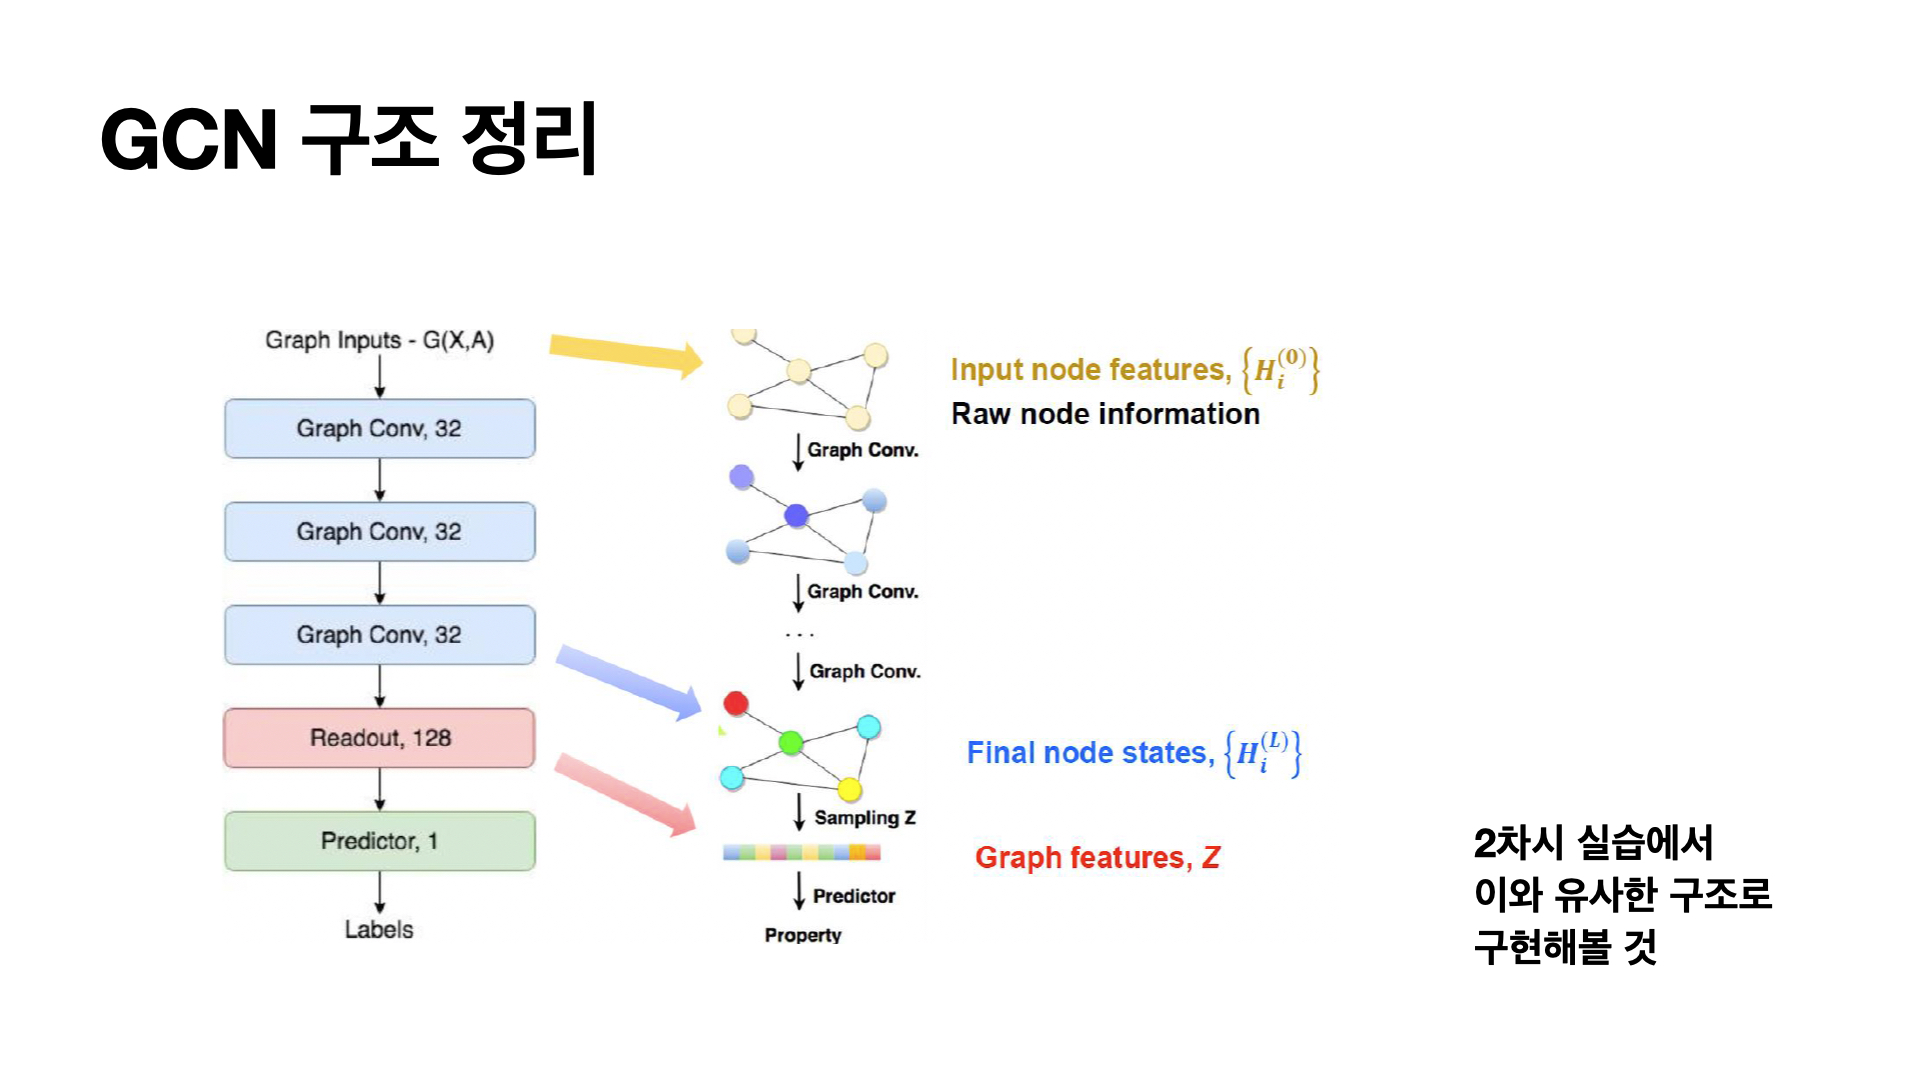 GCN 구조 정리
Graph Inputs - G(X,A)
Graph Conv, 32
Graph Conv, 32
Graph Conv, 32
Readout, 128
Predictor, 1
Labels
Graph Conv.
Graph Conv.
...
Graph Conv.
Sampling Z
Predictor
Property
Input node features, {H_i^(0)}
Raw node information
Final node states, {H_i^(L)}
Graph features, Z
2차시 실습에서
이와 유사한 구조로
구현해볼 것